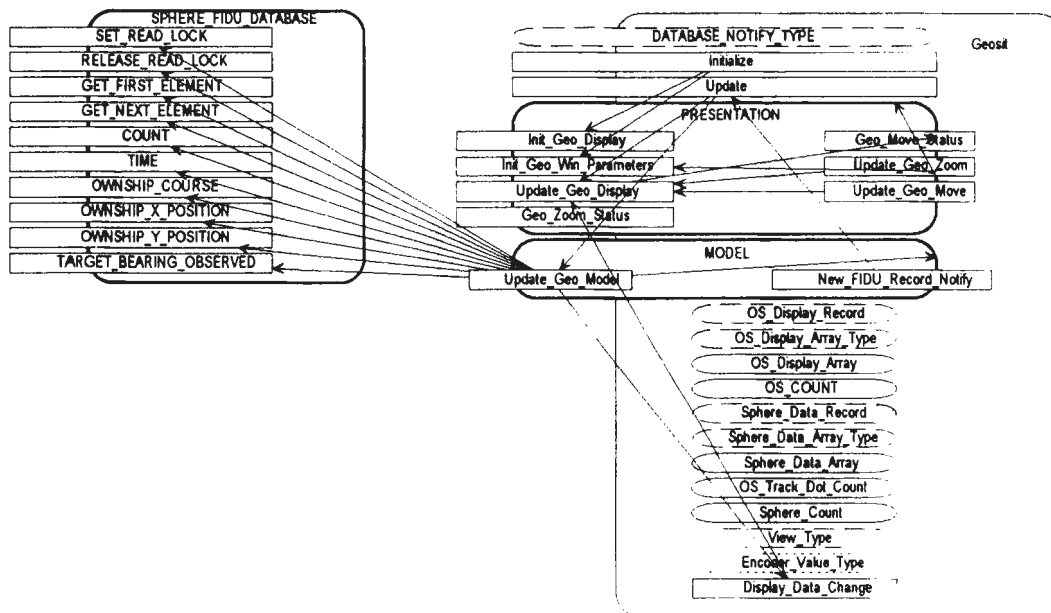 SPHERE_FIDU_DATABASE
SET_READ_LOCK
RELEASE_READ_LOCK
GET_FIRST_ELEMENT
GET_NEXT_ELEMENT
COUNT
TIME
OWNSHIP_COURSE
OWNSHIP_X_POSITION
OWNSHIP_Y_POSITION
TARGET_BEARING_OBSERVED
Geosit
DATABASE_NOTIFY_TYPE
Initialize
Update
PRESENTATION
Init_Geo_Display
Init_Geo_Win_Parameters
Update_Geo_Display
Geo_Zoom_Status
Geo_Move_Status
Update_Geo_Zoom
Update_Geo_Move
MODEL
Update_Geo_Model
New_FIDU_Record_Notify
OS_Display_Record
OS_Display_Array_Type
OS_Display_Array
OS_COUNT
Sphere_Data_Record
Sphere_Data_Array_Type
Sphere_Data_Array
OS_Track_Dot_Count
Sphere_Count
View_Type
Encoder_Value_Type
Display_Data_Change